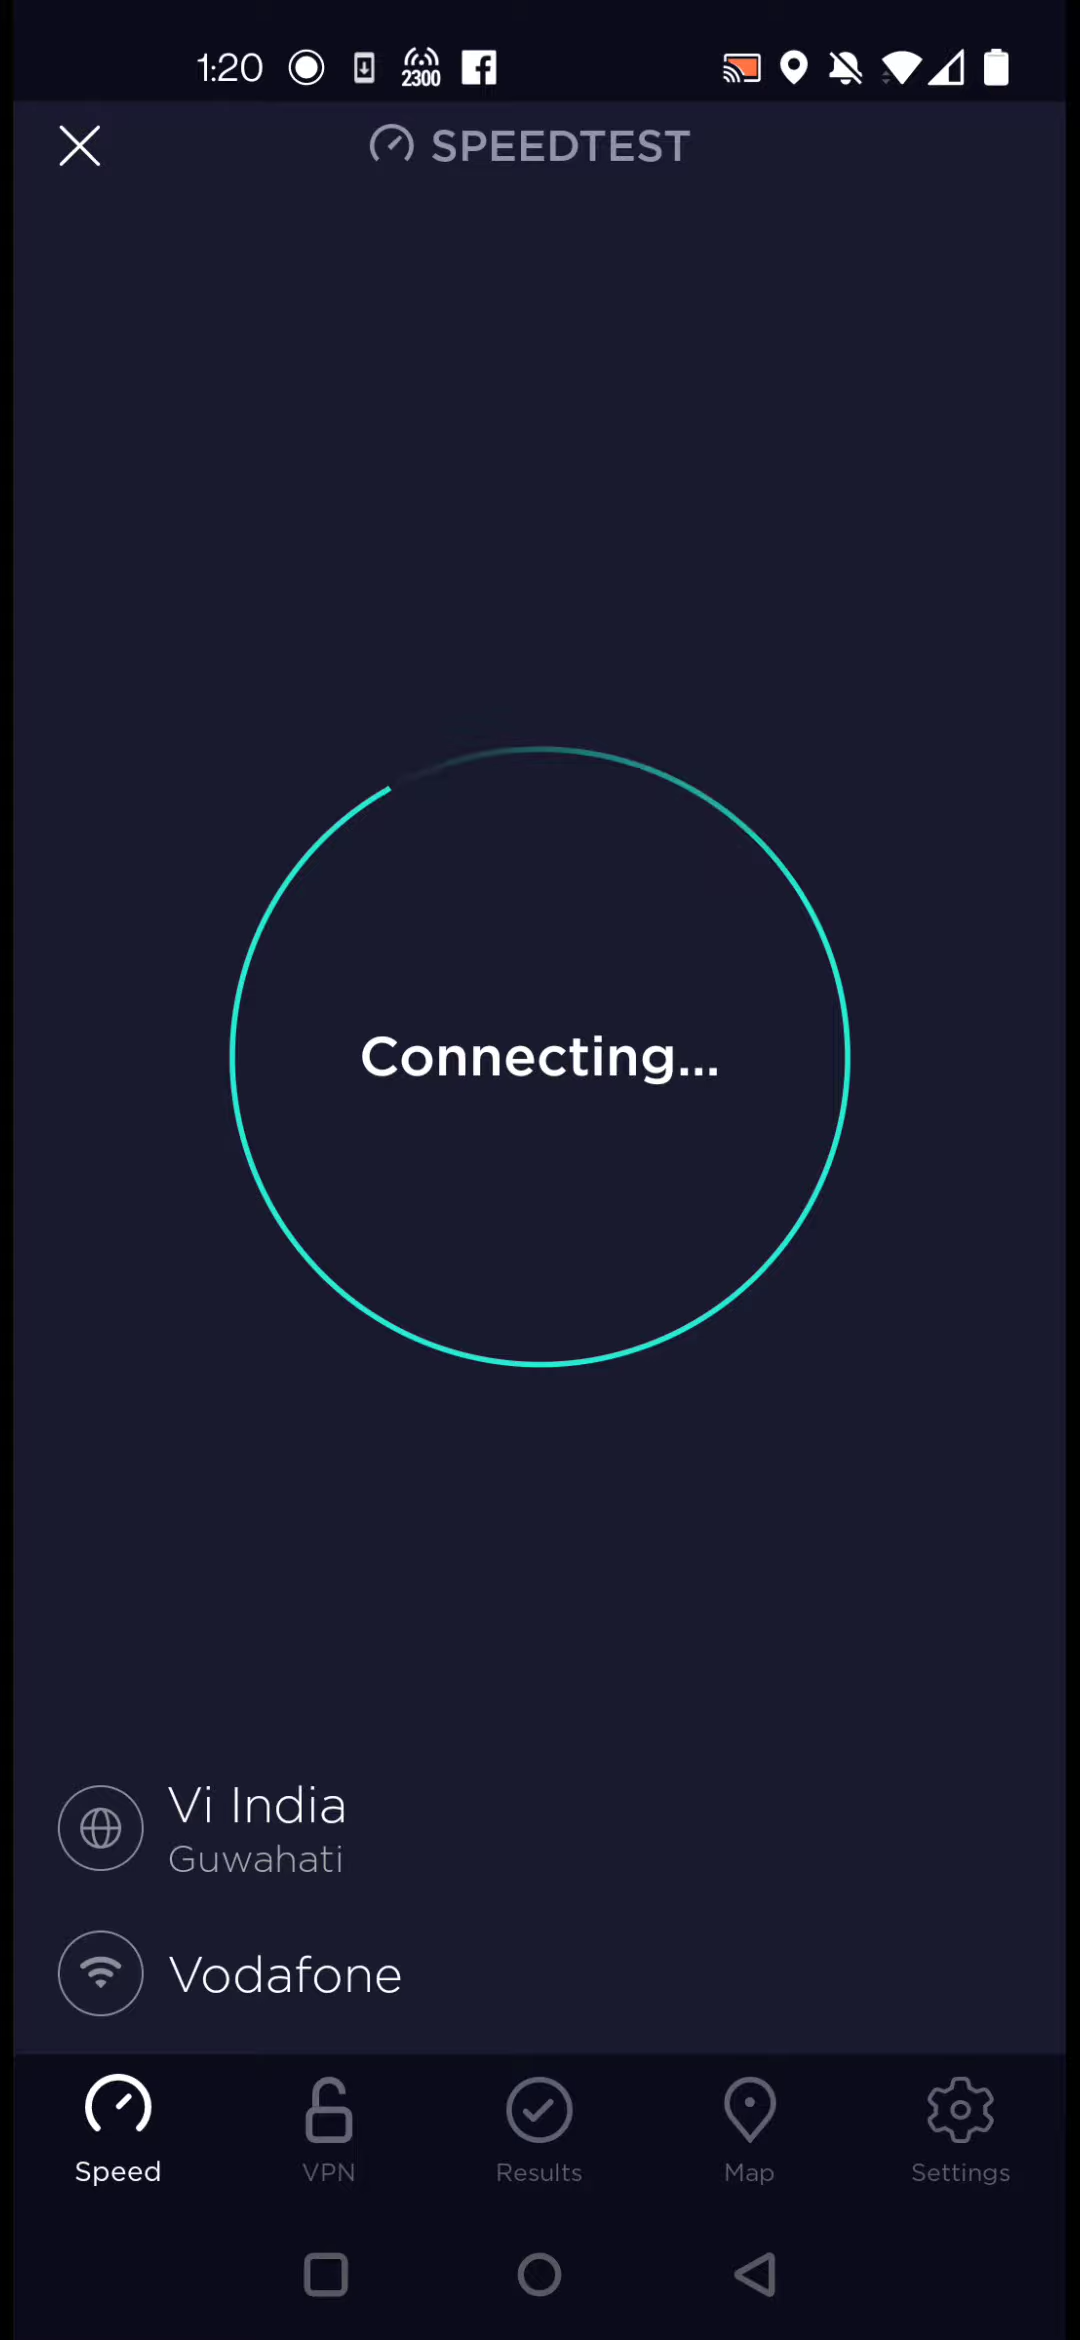 1:20
2300
SPEEDTEST
Connecting...
Vi India
Guwahati
Vodafone
Speed
VPN
Results
Map
Settings